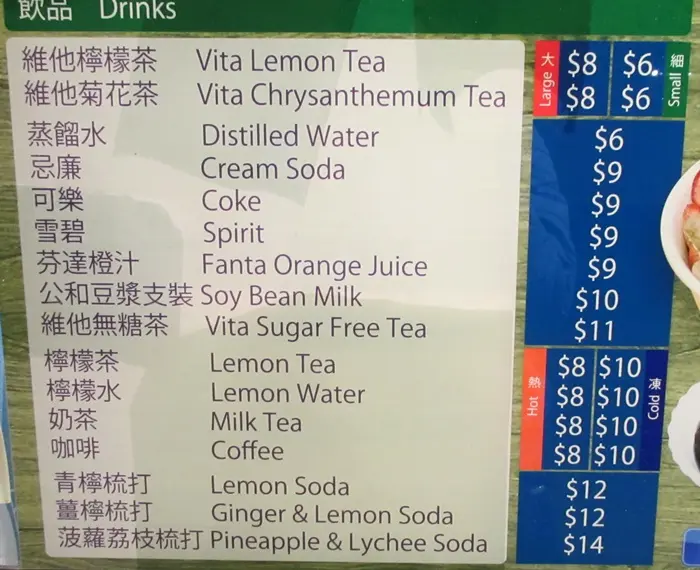 飲品 Drinks
大 Large 細 Small
維他檸檬茶 Vita Lemon Tea $8 $6
維他菊花茶 Vita Chrysanthemum Tea $8 $6
蒸餾水 Distilled Water $6
忌廉 Cream Soda $9
可樂 Coke $9
雪碧 Spirit $9
芬達橙汁 Fanta Orange Juice $9
公和豆漿支裝 Soy Bean Milk $10
維他無糖茶 Vita Sugar Free Tea $11
熱 Hot 凍 Cold
檸檬茶 Lemon Tea $8 $10
檸檬水 Lemon Water $8 $10
奶茶 Milk Tea $8 $10
咖啡 Coffee $8 $10
青檸梳打 Lemon Soda $12
薑檸梳打 Ginger & Lemon Soda $12
菠蘿荔枝梳打 Pineapple & Lychee Soda $14